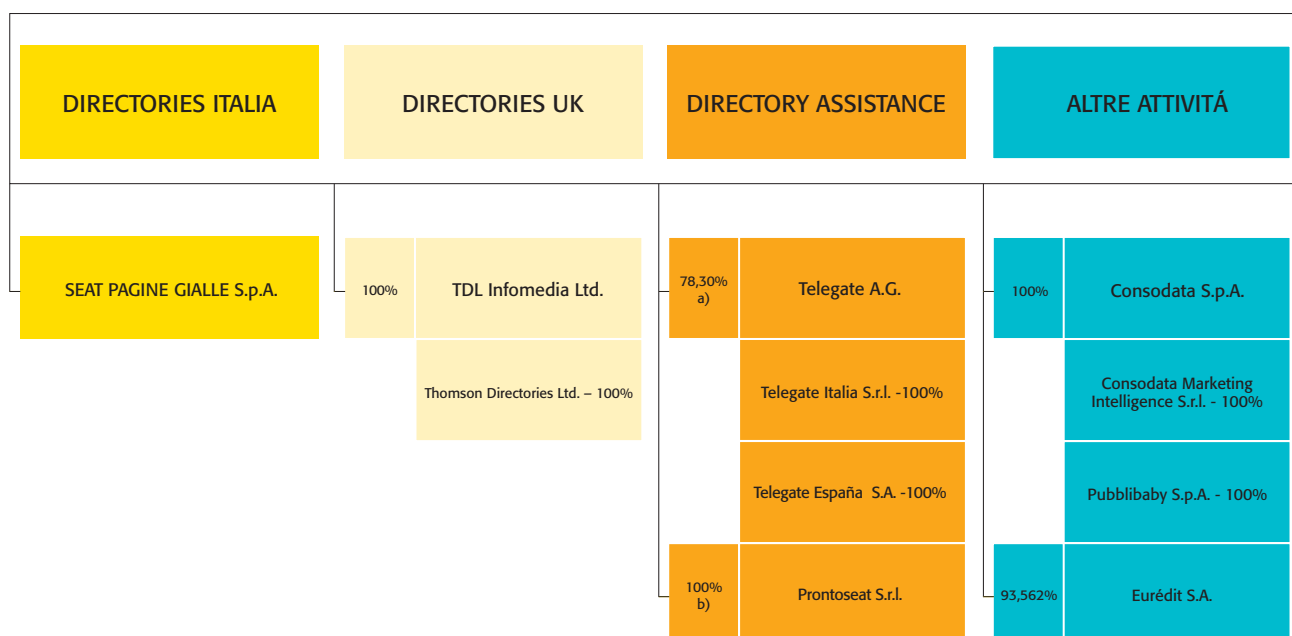 DIRECTORIES ITALIA
DIRECTORIES UK
DIRECTORY ASSISTANCE
ALTRE ATTIVITÁ
SEAT PAGINE GIALLE S.p.A.
100%
TDL Infomedia Ltd.
78,30%
a)
Telegate A.G.
100%
Consodata S.p.A.
Thomson Directories Ltd. – 100%
Telegate Italia S.r.l. -100%
Consodata Marketing
Intelligence S.r.l. - 100%
Telegate España S.A. -100%
Pubblibaby S.p.A. - 100%
100%
b)
Prontoseat S.r.l.
93,562%
Eurédit S.A.